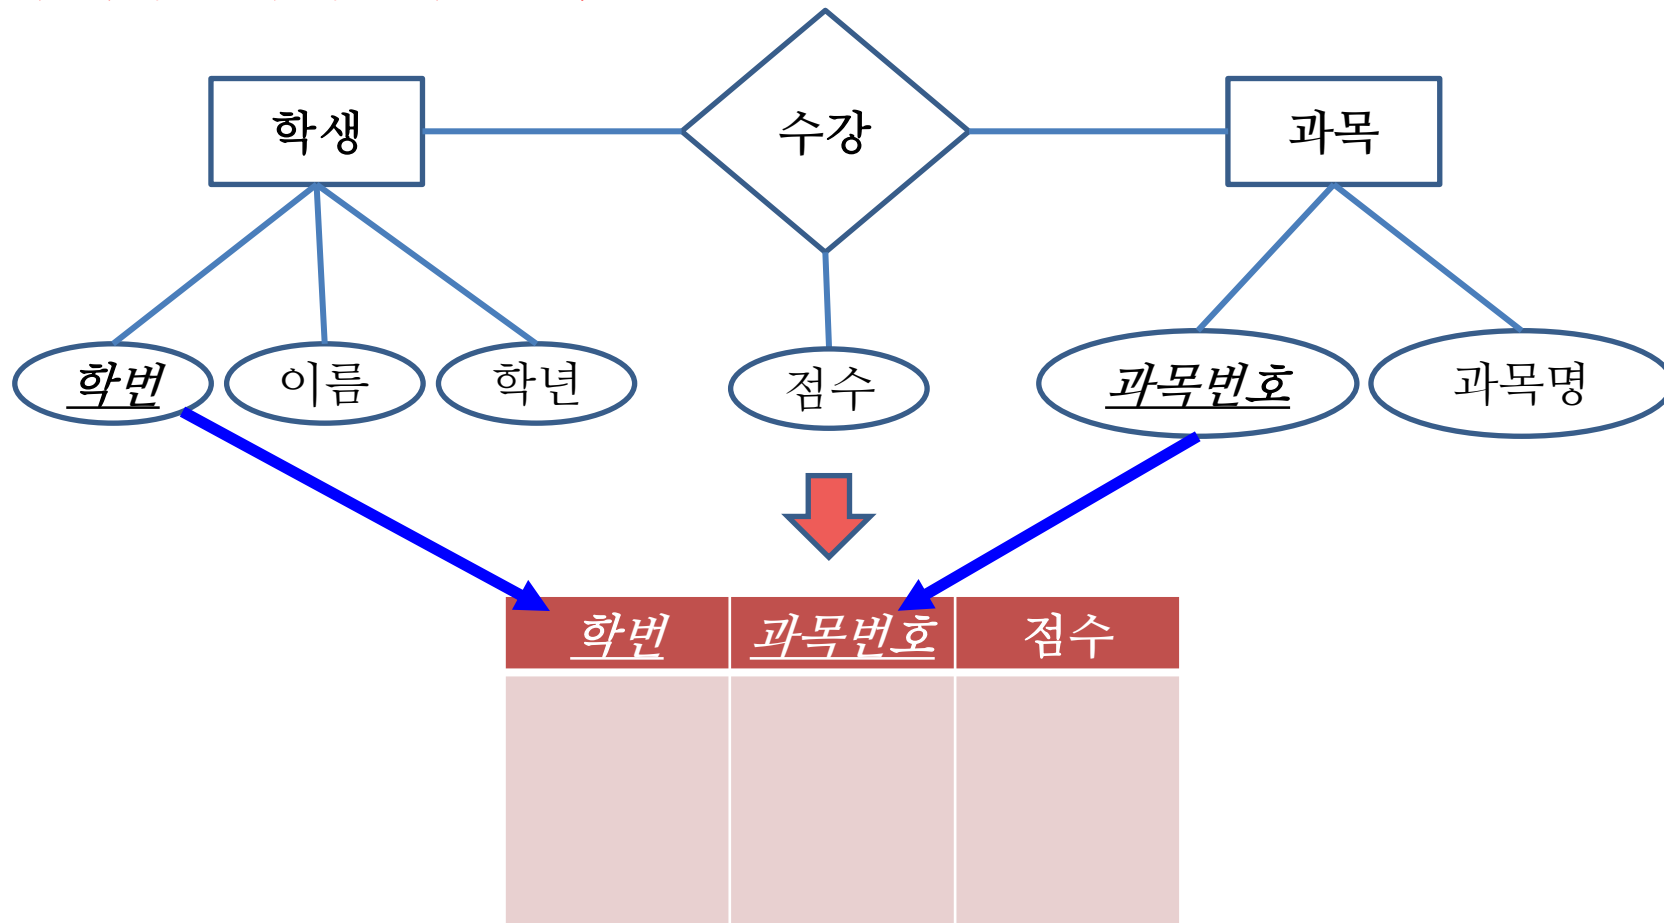 학생
수강
과목
학번
이름
학년
점수
과목번호
과목명
학번 과목번호 점수